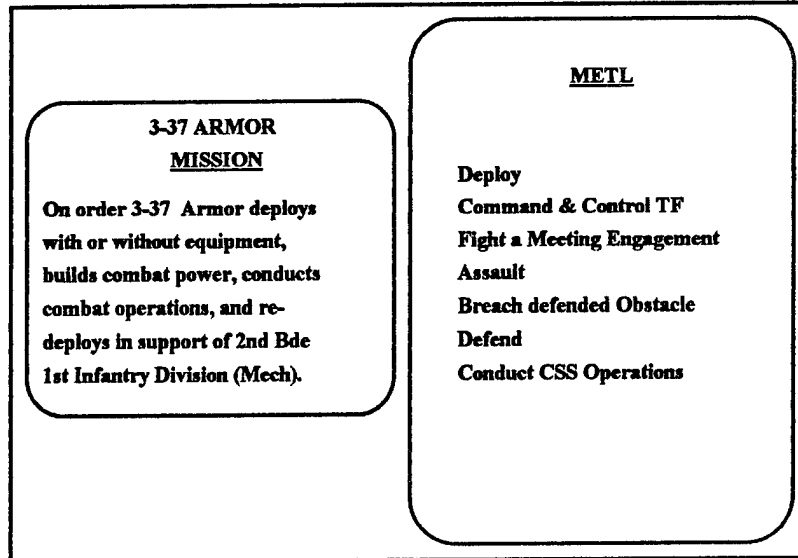 3-37 ARMOR
MISSION
On order 3-37 Armor deploys
with or without equipment,
builds combat power, conducts
combat operations, and re-
deploys in support of 2nd Bde
1st Infantry Division (Mech).
METL
Deploy
Command & Control TF
Fight a Meeting Engagement
Assault
Breach defended Obstacle
Defend
Conduct CSS Operations